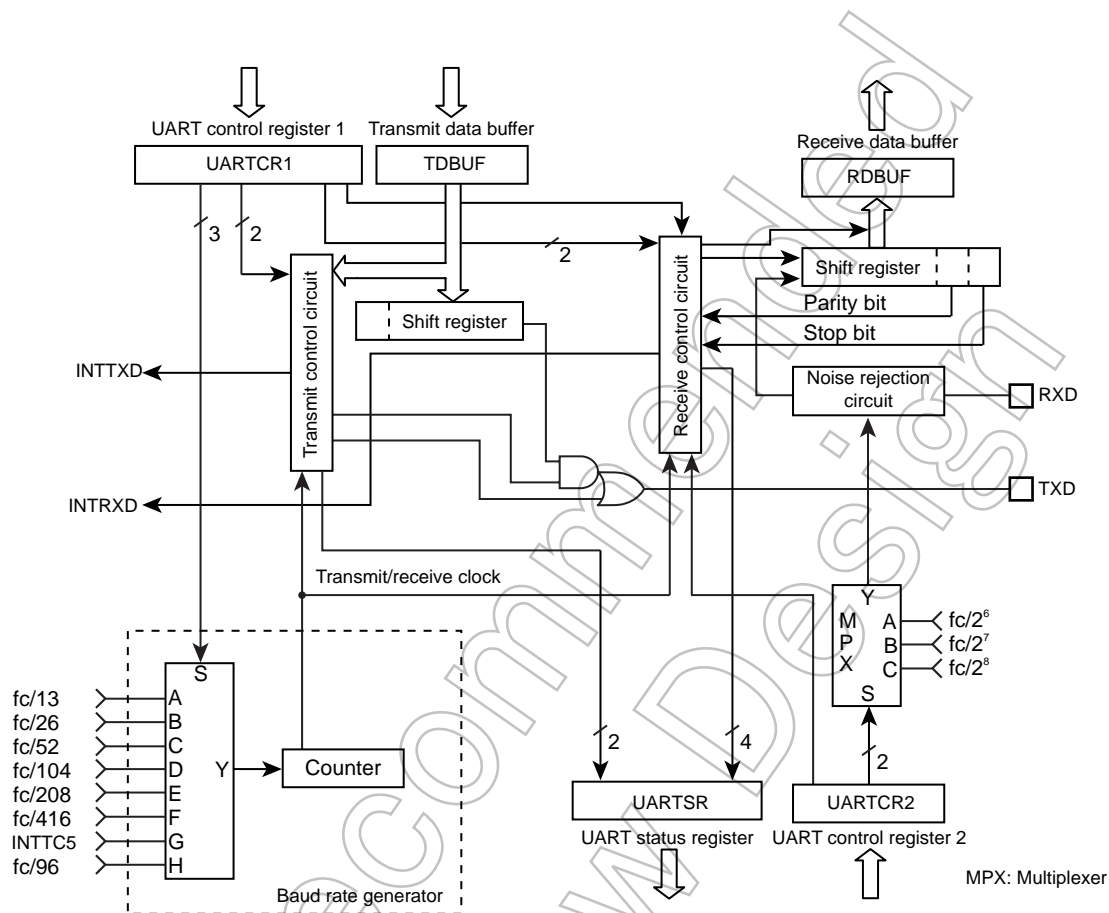 UART control register 1
Transmit data buffer
Receive data buffer
UARTCR1
TDBUF
RDBUF
3
2
2
Transmit control circuit
Receive control circuit
Shift register
Shift register
Parity bit
Stop bit
Noise rejection
circuit
INTTXD
RXD
INTRXD
TXD
Transmit/receive clock
Y
M
P
X
A
B
C
S
fc/2⁶
fc/2⁷
fc/2⁸
S
fc/13
fc/26
fc/52
fc/104
fc/208
fc/416
INTTC5
fc/96
A
B
C
D
E
F
G
H
Y
Counter
2
4
2
UARTSR
UARTCR2
UART status register
UART control register 2
Baud rate generator
MPX: Multiplexer
ecommended
w Design